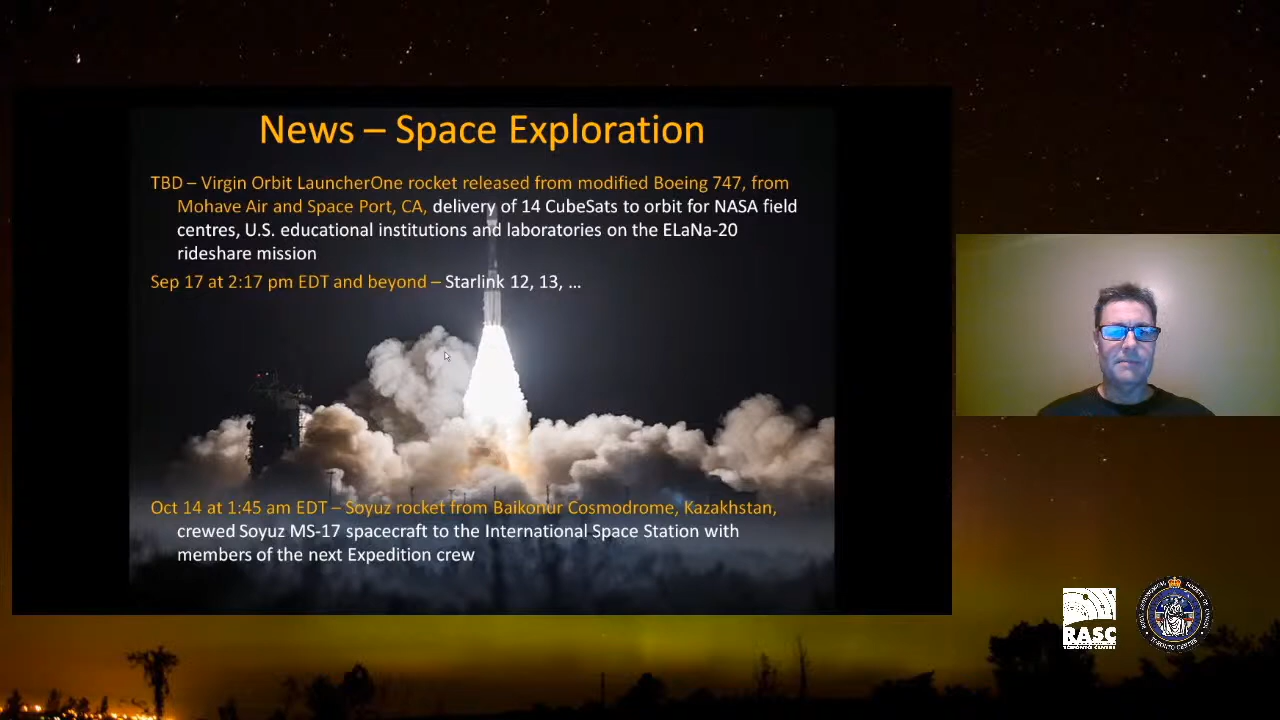 News – Space Exploration
TBD – Virgin Orbit LauncherOne rocket released from modified Boeing 747, from
Mohave Air and Space Port, CA, delivery of 14 CubeSats to orbit for NASA field
centres, U.S. educational institutions and laboratories on the ELaNa-20
rideshare mission
Sep 17 at 2:17 pm EDT and beyond – Starlink 12, 13, ...
Oct 14 at 1:45 am EDT – Soyuz rocket from Baikonur Cosmodrome, Kazakhstan,
crewed Soyuz MS-17 spacecraft to the International Space Station with
members of the next Expedition crew
RASC
TORONTO CENTRE